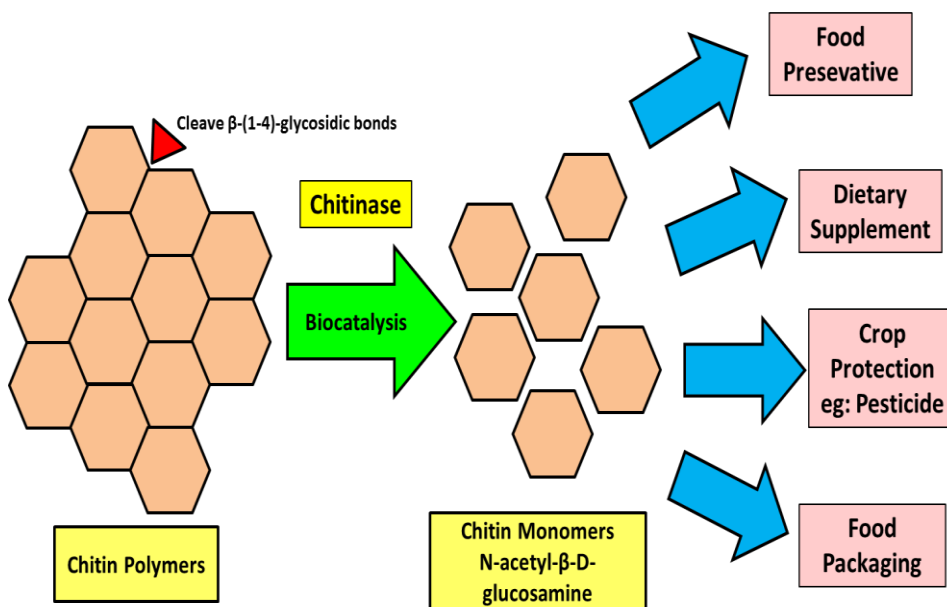 Cleave β-(1-4)-glycosidic bonds
Chitinase
Biocatalysis
Chitin Polymers
Chitin Monomers
N-acetyl-β-D-
glucosamine
Food
Presevative
Dietary
Supplement
Crop
Protection
eg: Pesticide
Food
Packaging